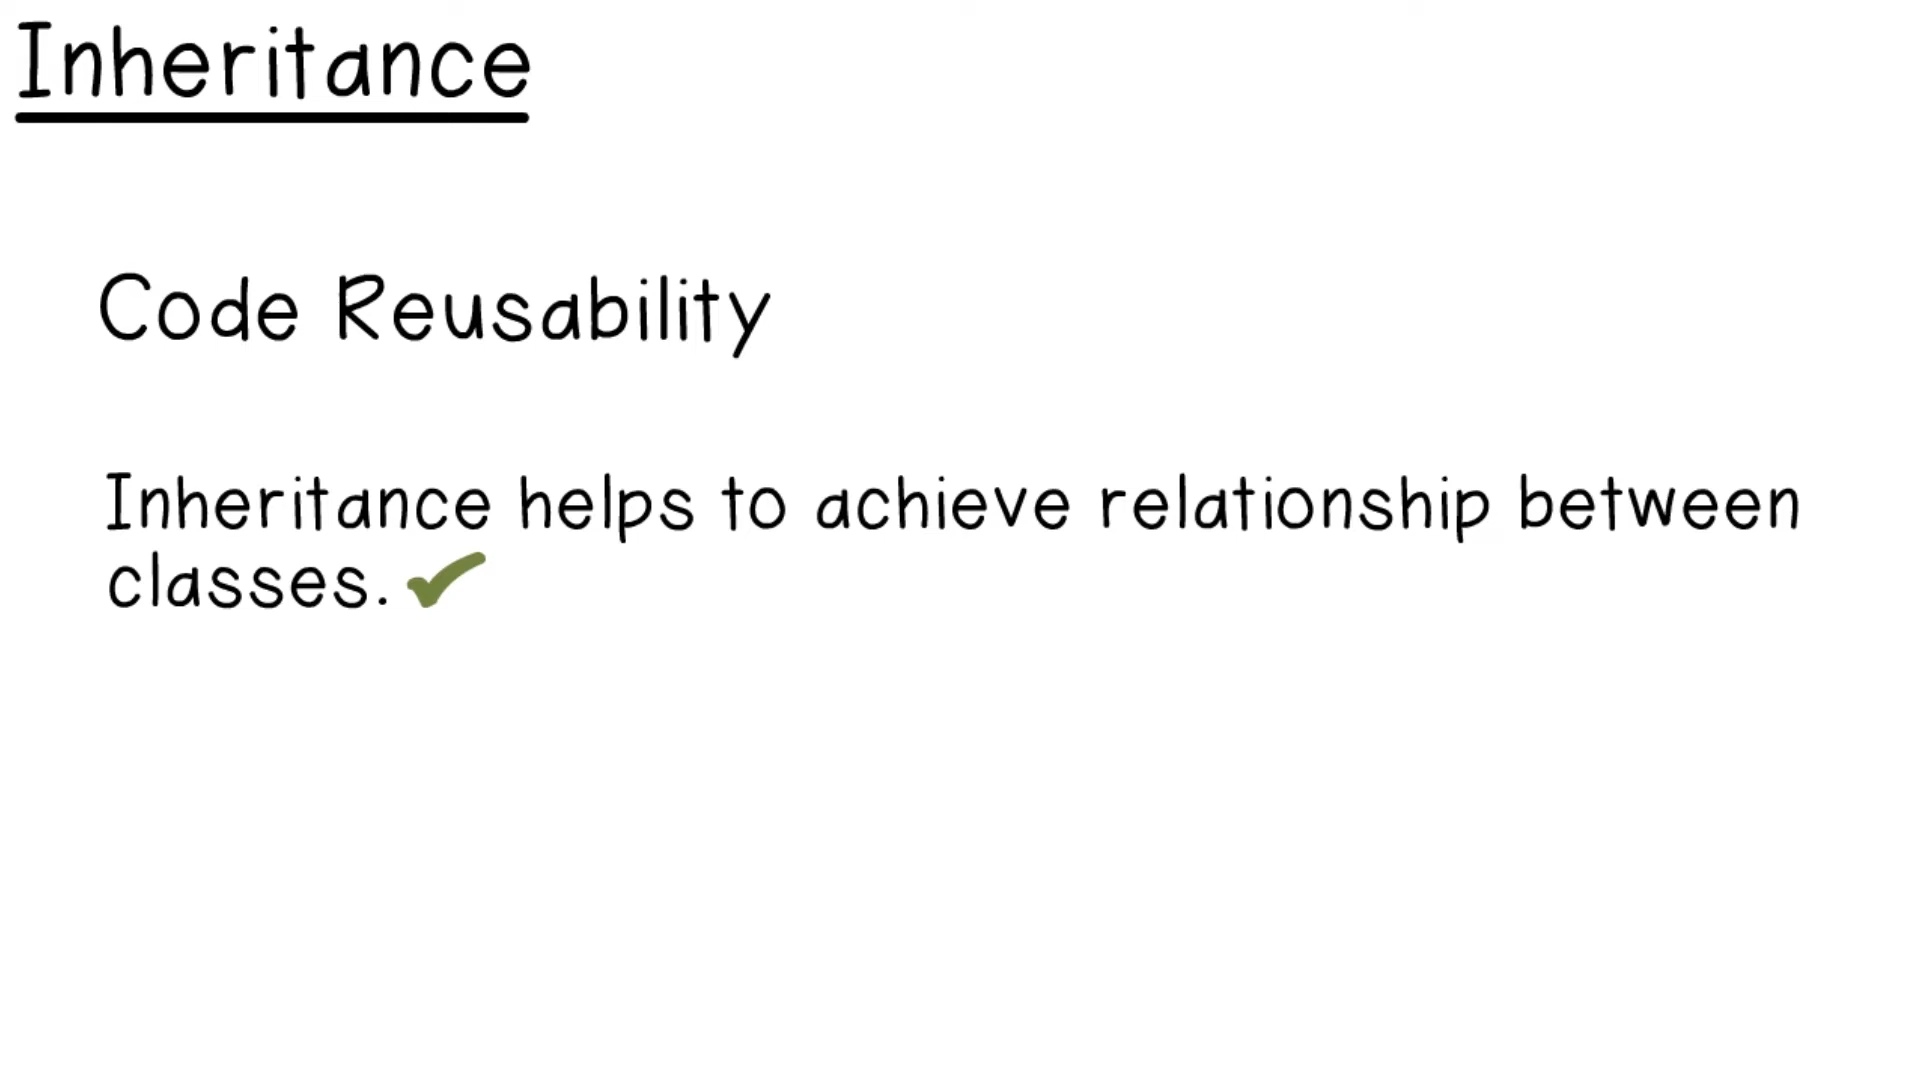 Inheritance
Code Reusability
Inheritance helps to achieve relationship between
classes.